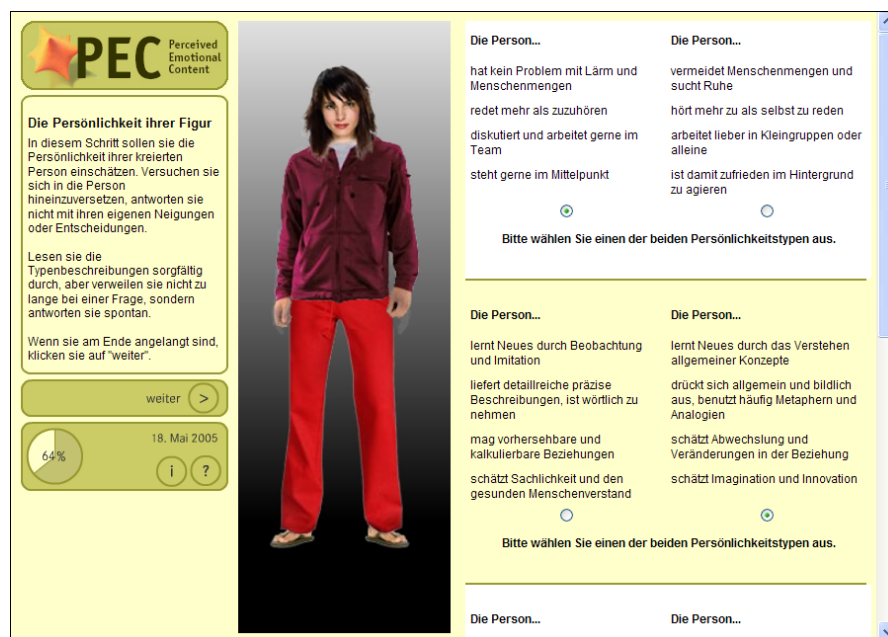 PEC Perceived
Emotional
Content
Die Persönlichkeit ihrer Figur
In diesem Schritt sollen sie die
Persönlichkeit ihrer kreierten
Person einschätzen. Versuchen sie
sich in die Person
hineinzuversetzen, antworten sie
nicht mit ihren eigenen Neigungen
oder Entscheidungen.
Lesen sie die
Typenbeschreibungen sorgfältig
durch, aber verweilen sie nicht zu
lange bei einer Frage, sondern
antworten sie spontan.
Wenn sie am Ende angelangt sind,
klicken sie auf "weiter".
weiter >
64%
18. Mai 2005
i ?
Die Person...
hat kein Problem mit Lärm und
Menschenmengen
redet mehr als zuzuhören
diskutiert und arbeitet gerne im
Team
steht gerne im Mittelpunkt
Die Person...
vermeidet Menschenmengen und
sucht Ruhe
hört mehr zu als selbst zu reden
arbeitet lieber in Kleingruppen oder
alleine
ist damit zufrieden im Hintergrund
zu agieren
Bitte wählen Sie einen der beiden Persönlichkeitstypen aus.
Die Person...
lernt Neues durch Beobachtung
und Imitation
liefert detaillreiche präzise
Beschreibungen, ist wörtlich zu
nehmen
mag vorhersehbare und
kalkulierbare Beziehungen
schätzt Sachlichkeit und den
gesunden Menschenverstand
Die Person...
lernt Neues durch das Verstehen
allgemeiner Konzepte
drückt sich allgemein und bildlich
aus, benutzt häufig Metaphern und
Analogien
schätzt Abwechslung und
Veränderungen in der Beziehung
schätzt Imagination und Innovation
Bitte wählen Sie einen der beiden Persönlichkeitstypen aus.
Die Person...
Die Person...